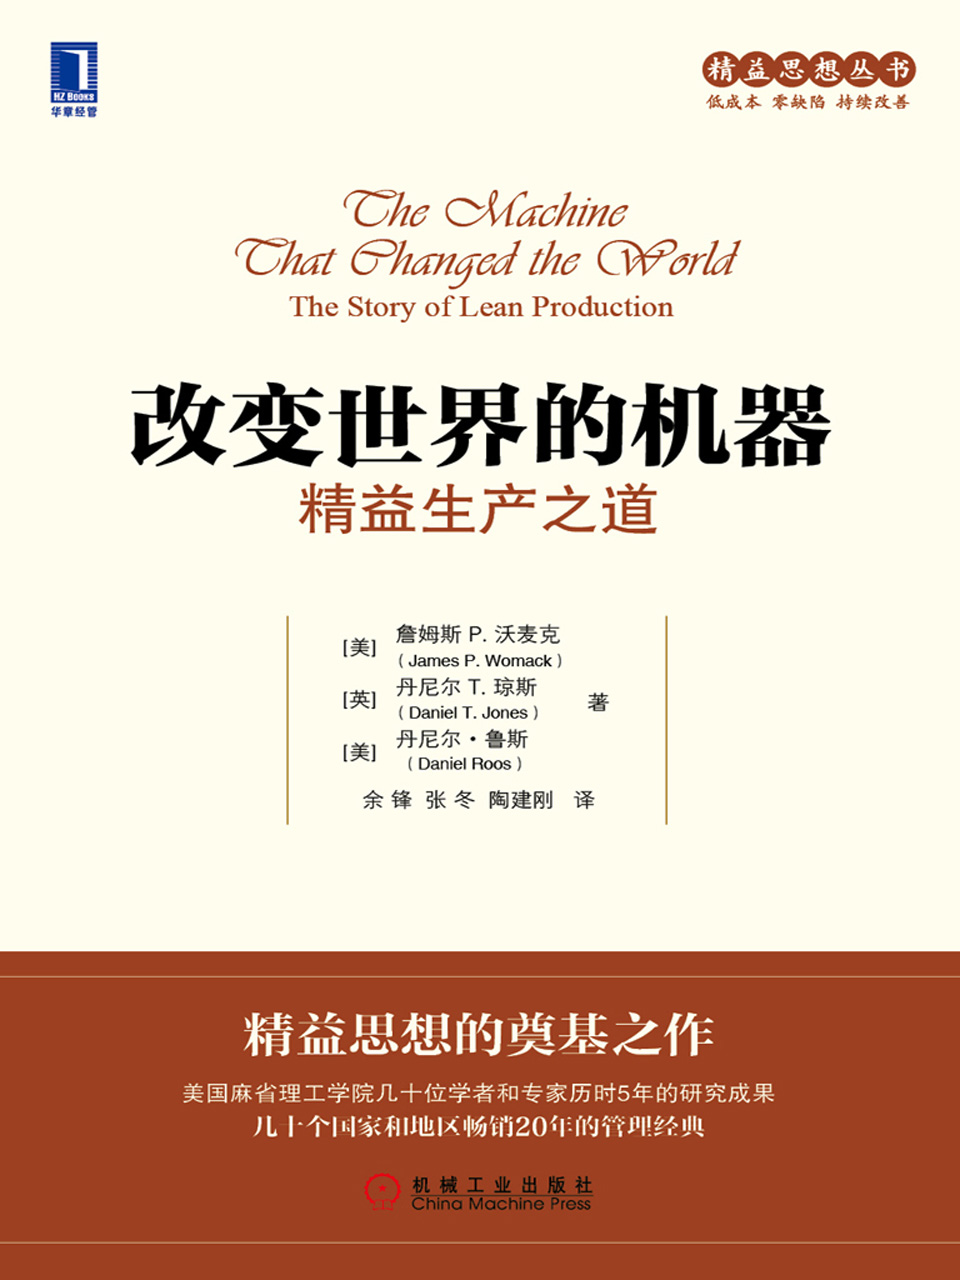 HZ BOOKS
华章经管
精益思想丛书
低成本 零缺陷 持续改善
The Machine
That Changed the World
The Story of Lean Production
改变世界的机器
精益生产之道
[美] 詹姆斯 P. 沃麦克
(James P. Womack)
[英] 丹尼尔 T. 琼斯 著
(Daniel T. Jones)
[美] 丹尼尔·鲁斯
(Daniel Roos)
余 锋 张 冬 陶建刚 译
精益思想的奠基之作
美国麻省理工学院几十位学者和专家历时5年的研究成果
几十个国家和地区畅销20年的管理经典
机械工业出版社
China Machine Press